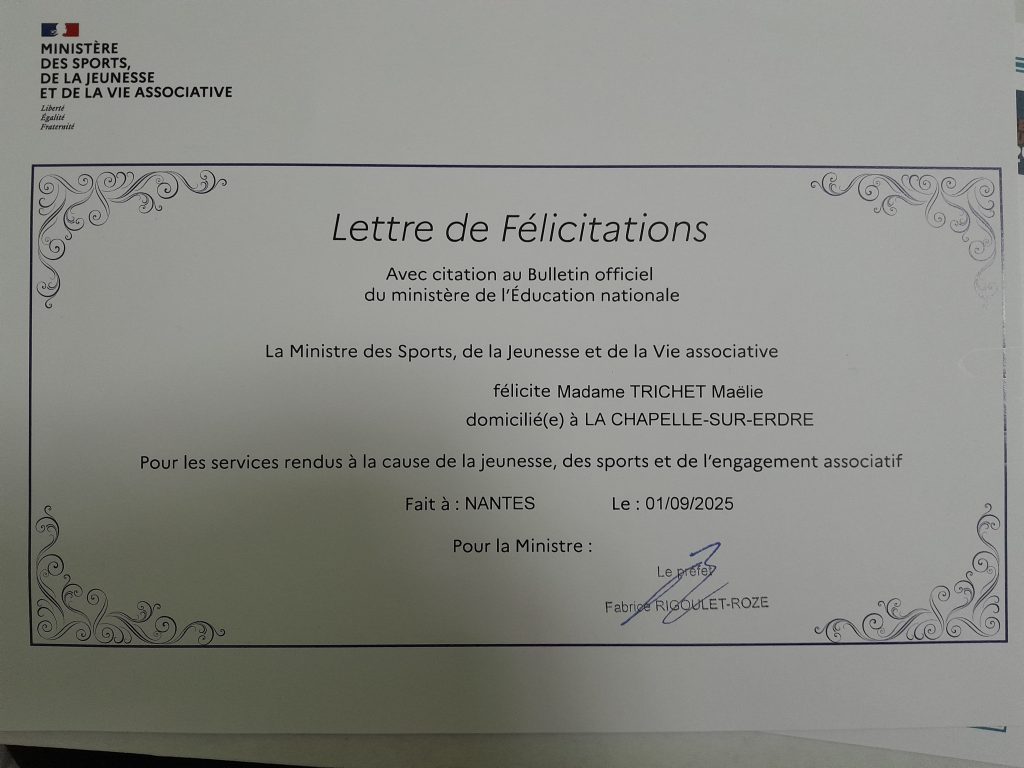 MINISTÈRE
DES SPORTS,
DE LA JEUNESSE
ET DE LA VIE ASSOCIATIVE
Liberté
Égalité
Fraternité
Lettre de Félicitations
Avec citation au Bulletin officiel
du ministère de l'Éducation nationale
La Ministre des Sports, de la Jeunesse et de la Vie associative
félicite Madame TRICHET Maëlie
domicilié(e) à LA CHAPELLE-SUR-ERDRE
Pour les services rendus à la cause de la jeunesse, des sports et de l'engagement associatif
Fait à : NANTES Le : 01/09/2025
Pour la Ministre :
Le préfet
Fabrice RIGOULET-ROZE